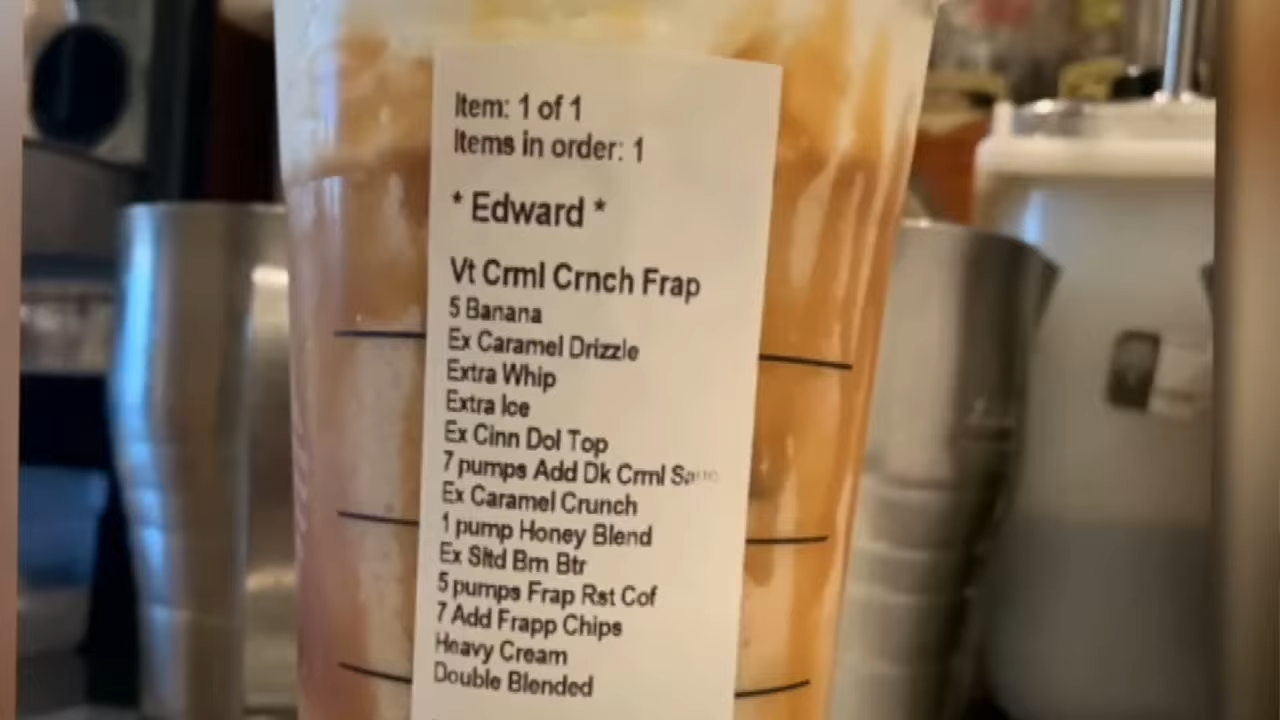 Item: 1 of 1
Items in order: 1
* Edward *
Vt Crml Crnch Frap
5 Banana
Ex Caramel Drizzle
Extra Whip
Extra Ice
Ex Cinn Dol Top
7 pumps Add Dk Crml Sauc
Ex Caramel Crunch
1 pump Honey Blend
Ex Sltd Brn Btr
5 pumps Frap Rst Cof
7 Add Frapp Chips
Heavy Cream
Double Blended